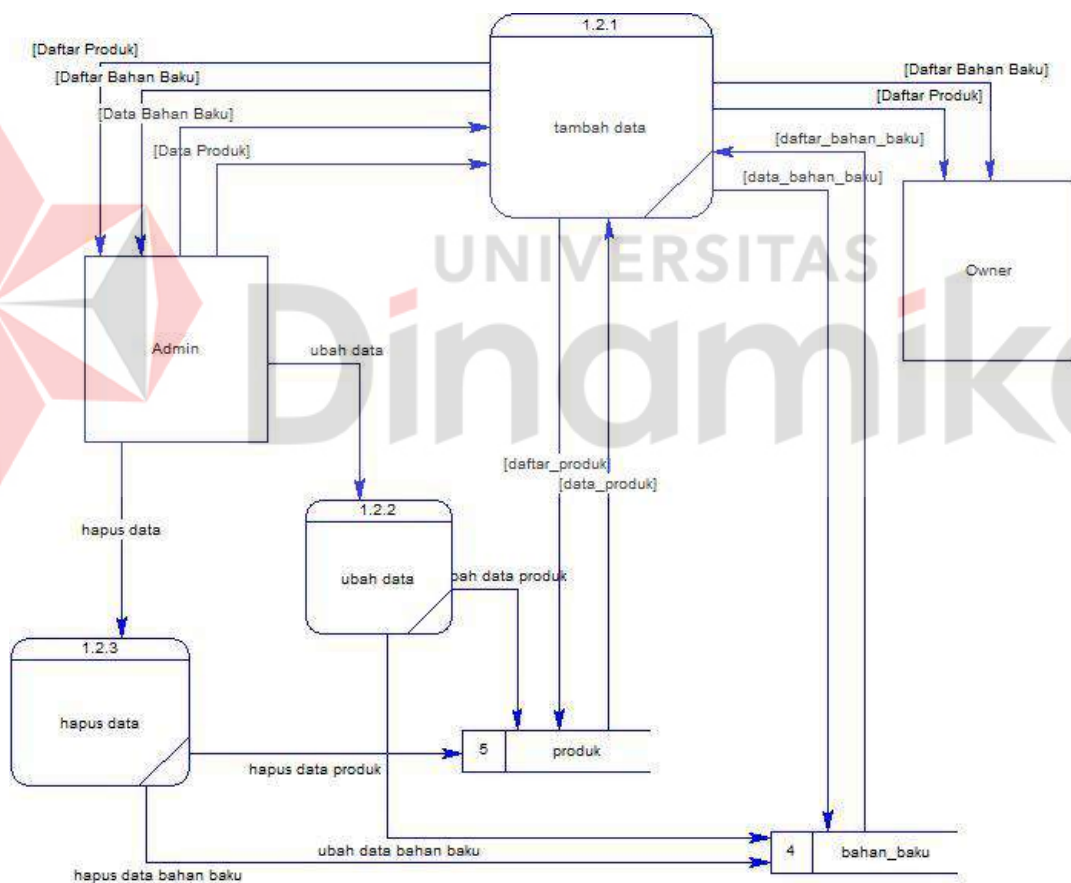 1.2.1
[Daftar Produk]
[Daftar Bahan Baku]
[Data Bahan Baku]
[Data Produk]
tambah data
[Daftar Bahan Baku]
[Daftar Produk]
[daftar_bahan_baku]
[data_bahan_baku]
UNIVERSITAS
Dinamika
Owner
Admin
ubah data
[daftar_produk]
[data_produk]
hapus data
1.2.2
ubah data
bah data produk
1.2.3
hapus data
5 produk
hapus data produk
ubah data bahan baku
4 bahan_baku
hapus data bahan baku